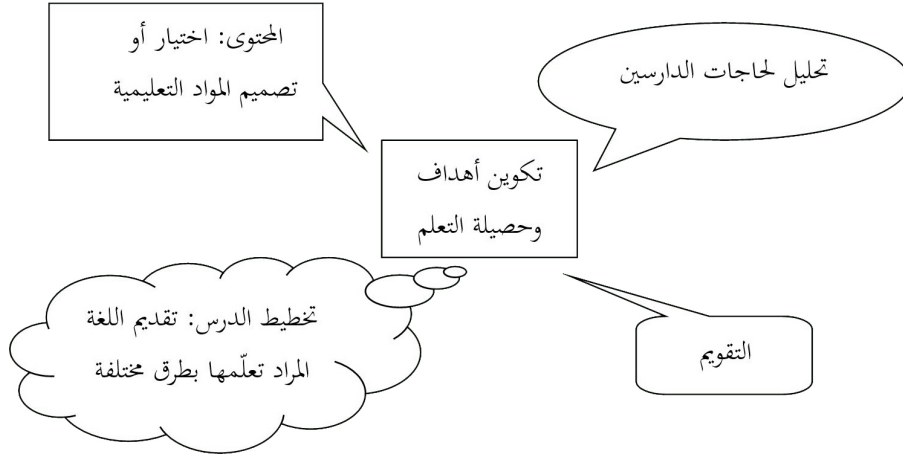 المحتوى: اختيار أو
تصميم المواد التعليمية
تحليل لحاجات الدارسين
تكوين أهداف
وحصيلة التعلم
تخطيط الدرس: تقديم اللغة
المراد تعلّمها بطرق مختلفة
التقويم